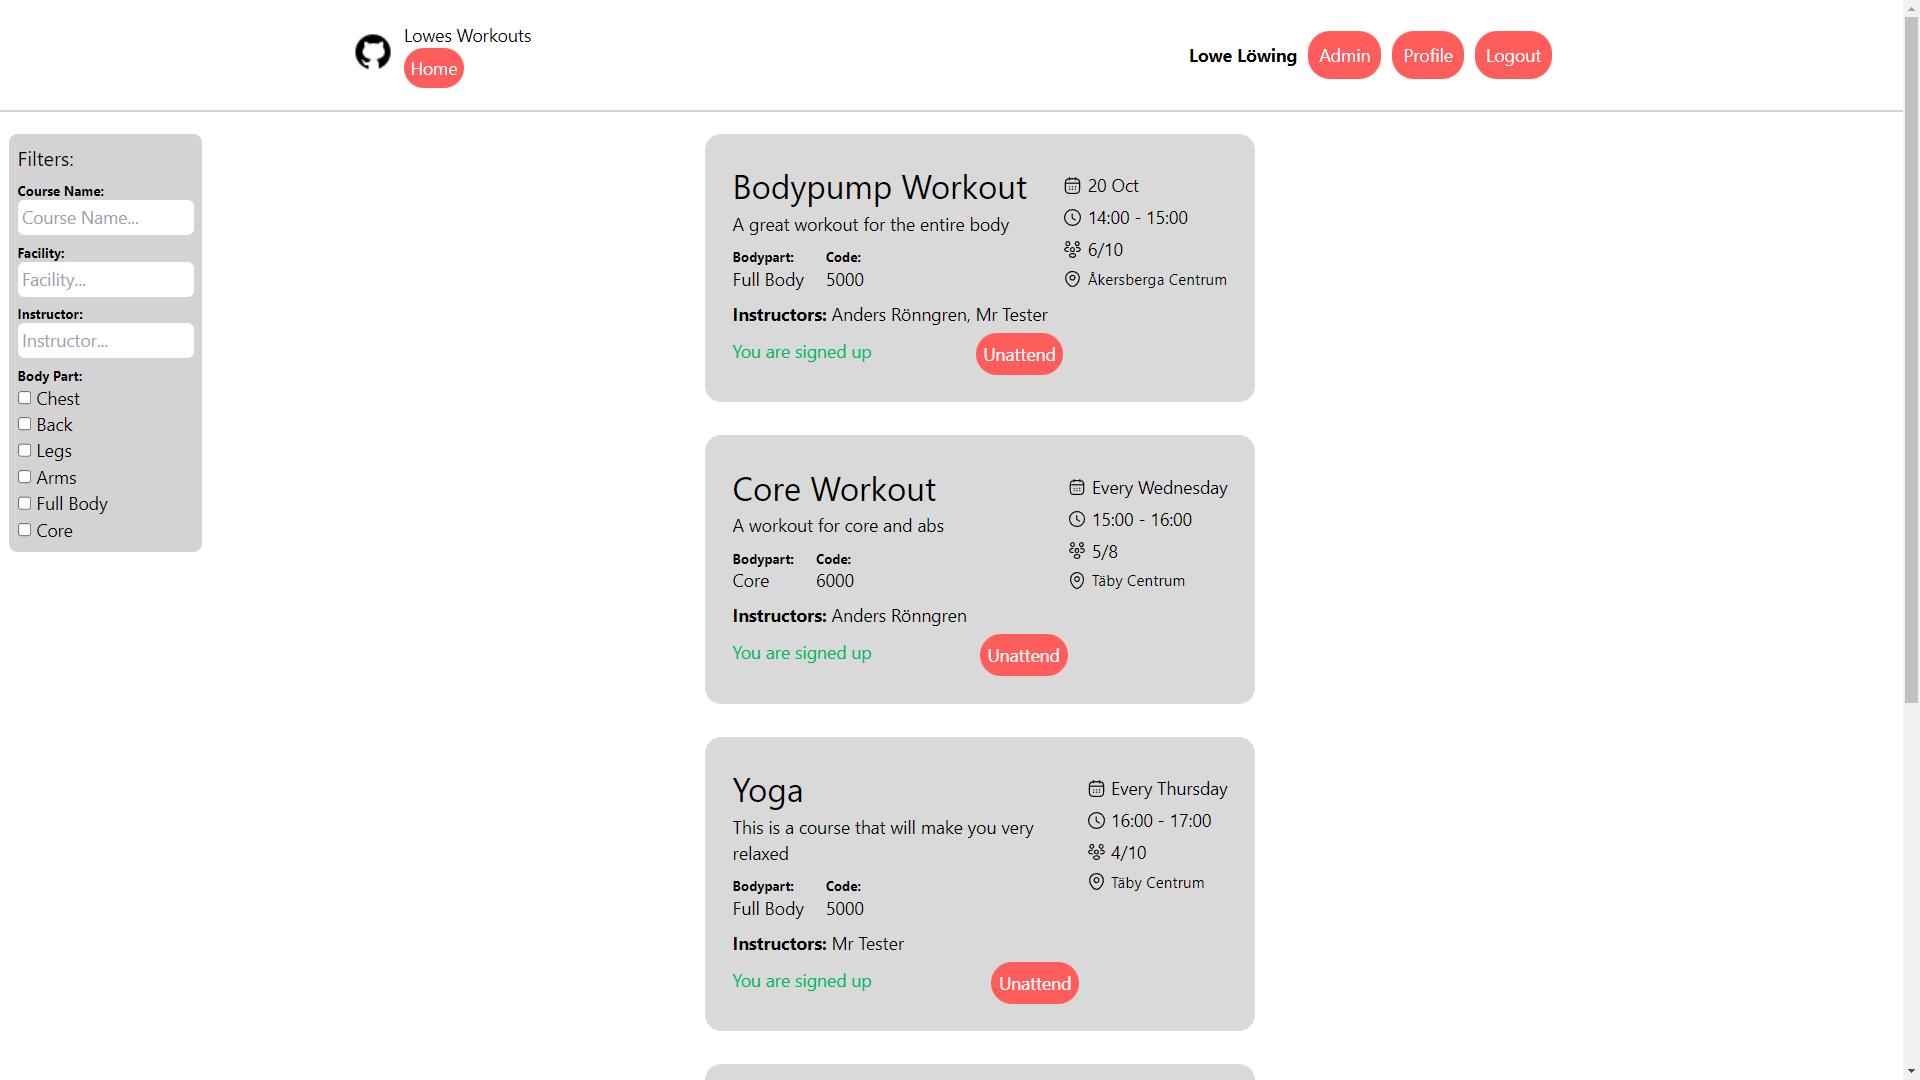 Lowes Workouts
Home
Lowe Löwing
Admin
Profile
Logout
Filters:
Course Name:
Course Name...
Facility:
Facility...
Instructor:
Instructor...
Body Part:
Chest
Back
Legs
Arms
Full Body
Core
Bodypump Workout
A great workout for the entire body
Bodypart: Code:
Full Body 5000
Instructors: Anders Rönngren, Mr Tester
You are signed up
Unattend
20 Oct
14:00 - 15:00
6/10
Åkersberga Centrum
Core Workout
A workout for core and abs
Bodypart: Code:
Core 6000
Instructors: Anders Rönngren
You are signed up
Unattend
Every Wednesday
15:00 - 16:00
5/8
Täby Centrum
Yoga
This is a course that will make you very
relaxed
Bodypart: Code:
Full Body 5000
Instructors: Mr Tester
You are signed up
Unattend
Every Thursday
16:00 - 17:00
4/10
Täby Centrum